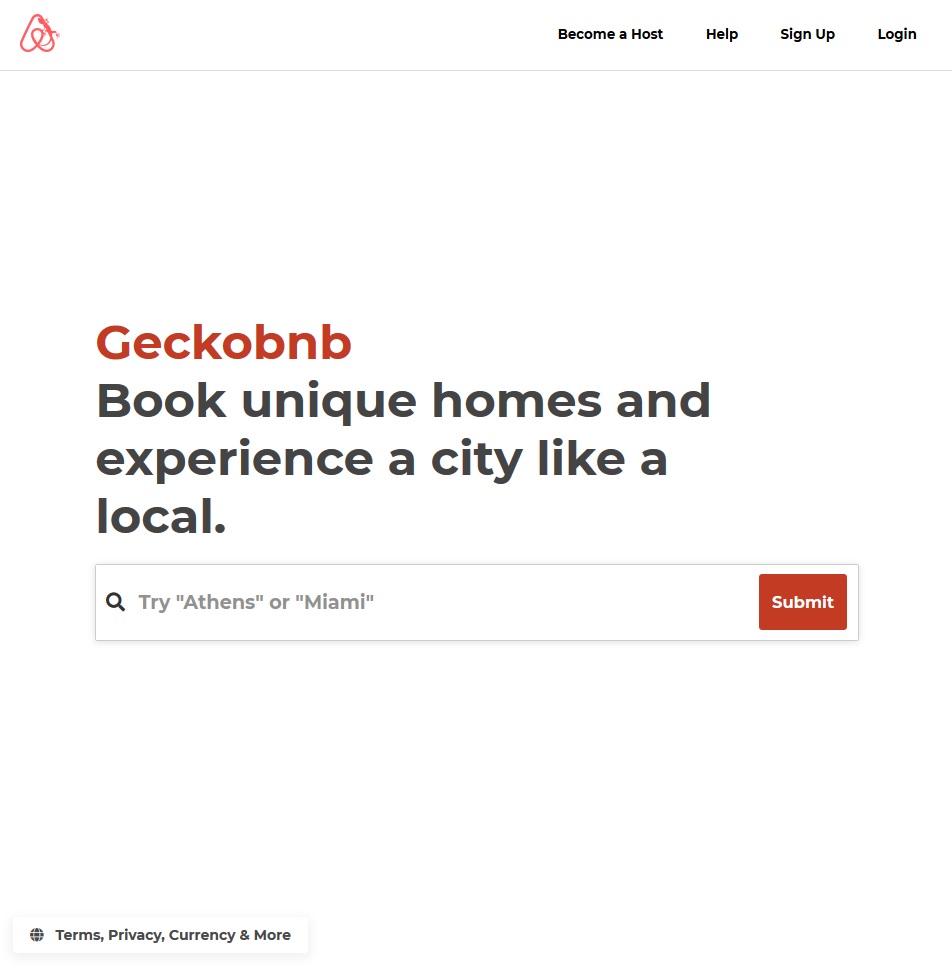 Become a Host Help Sign Up Login
Geckobnb
Book unique homes and
experience a city like a
local.
Try "Athens" or "Miami" Submit
Terms, Privacy, Currency & More